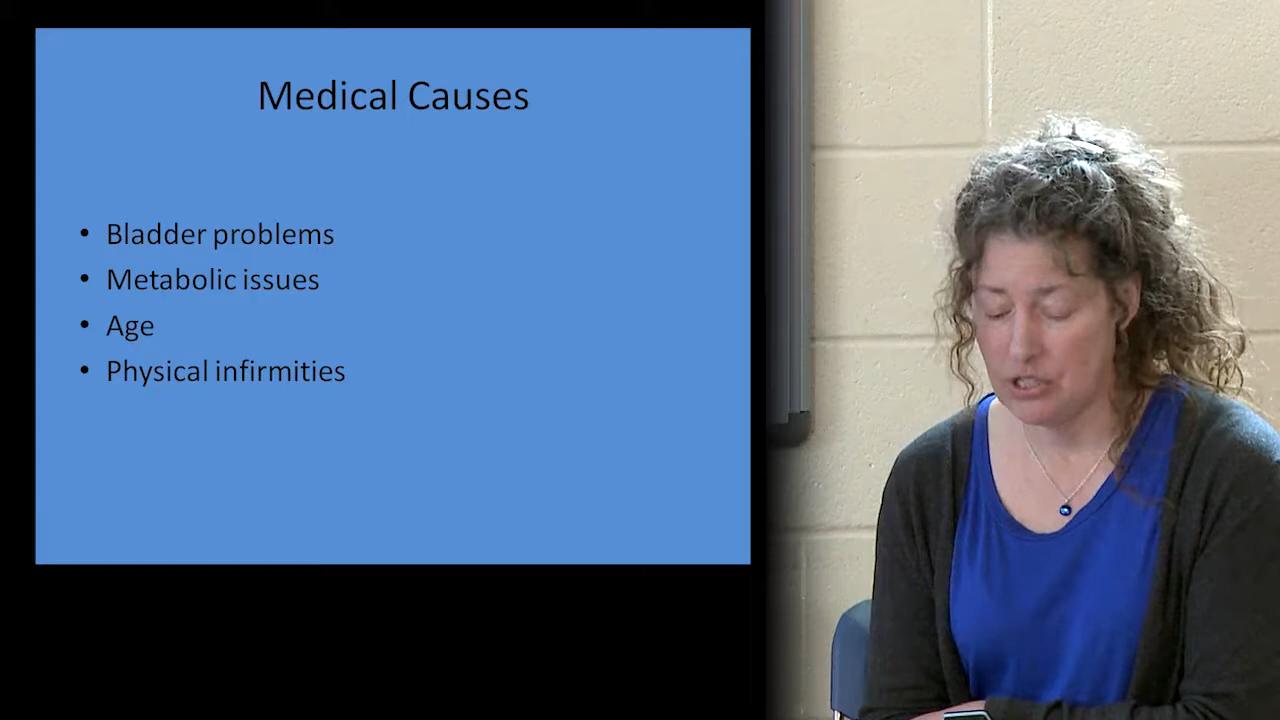 Medical Causes
• Bladder problems
• Metabolic issues
• Age
• Physical infirmities